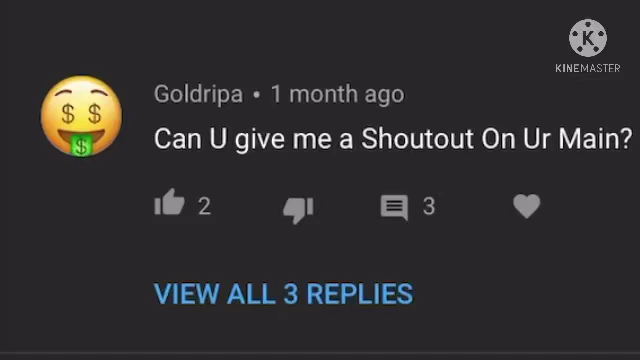 K
KINEMASTER
Goldripa • 1 month ago
Can U give me a Shoutout On Ur Main?
2
3
VIEW ALL 3 REPLIES